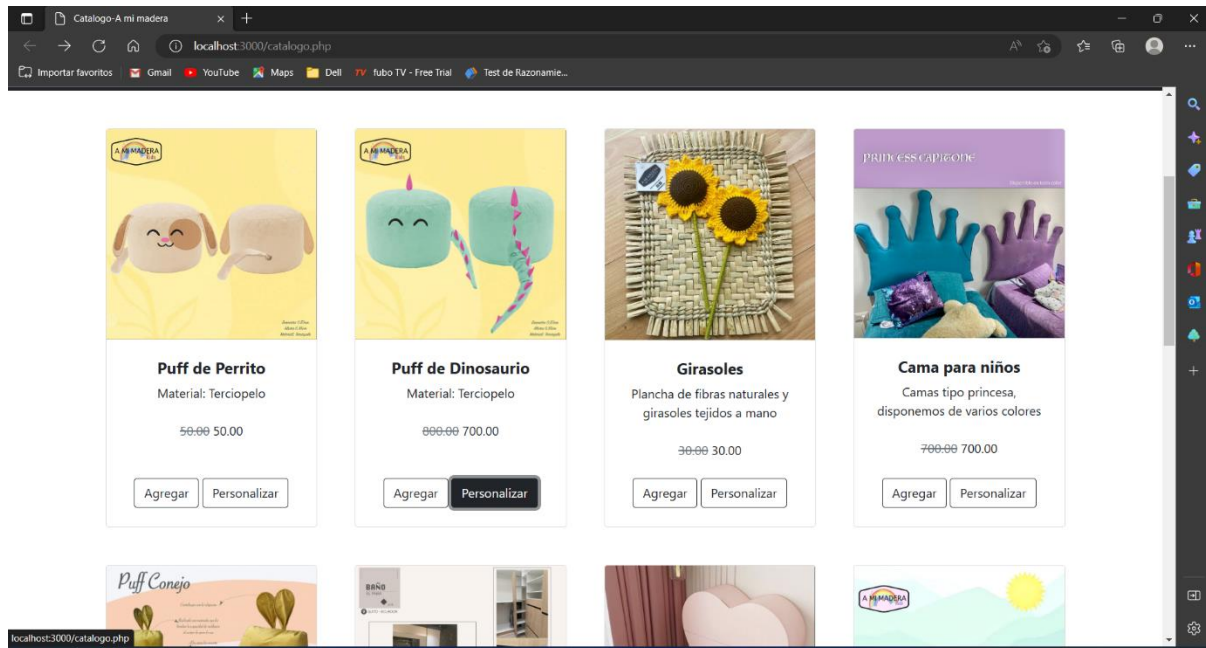 Catalogo-A mi madera
localhost:3000/catalogo.php
Importar favoritos Gmail YouTube Maps Dell fubo TV - Free Trial Test de Razonamie...
A MI MADERA
A MI MADERA
PRINCESS CAPITONE
Puff de Perrito
Material: Terciopelo
50.00 50.00
Agregar Personalizar
Puff de Dinosaurio
Material: Terciopelo
800.00 700.00
Agregar Personalizar
Girasoles
Plancha de fibras naturales y
girasoles tejidos a mano
30.00 30.00
Agregar Personalizar
Cama para niños
Camas tipo princesa,
disponemos de varios colores
700.00 700.00
Agregar Personalizar
Puff Conejo
BAÑO
A MI MADERA
localhost:3000/catalogo.php